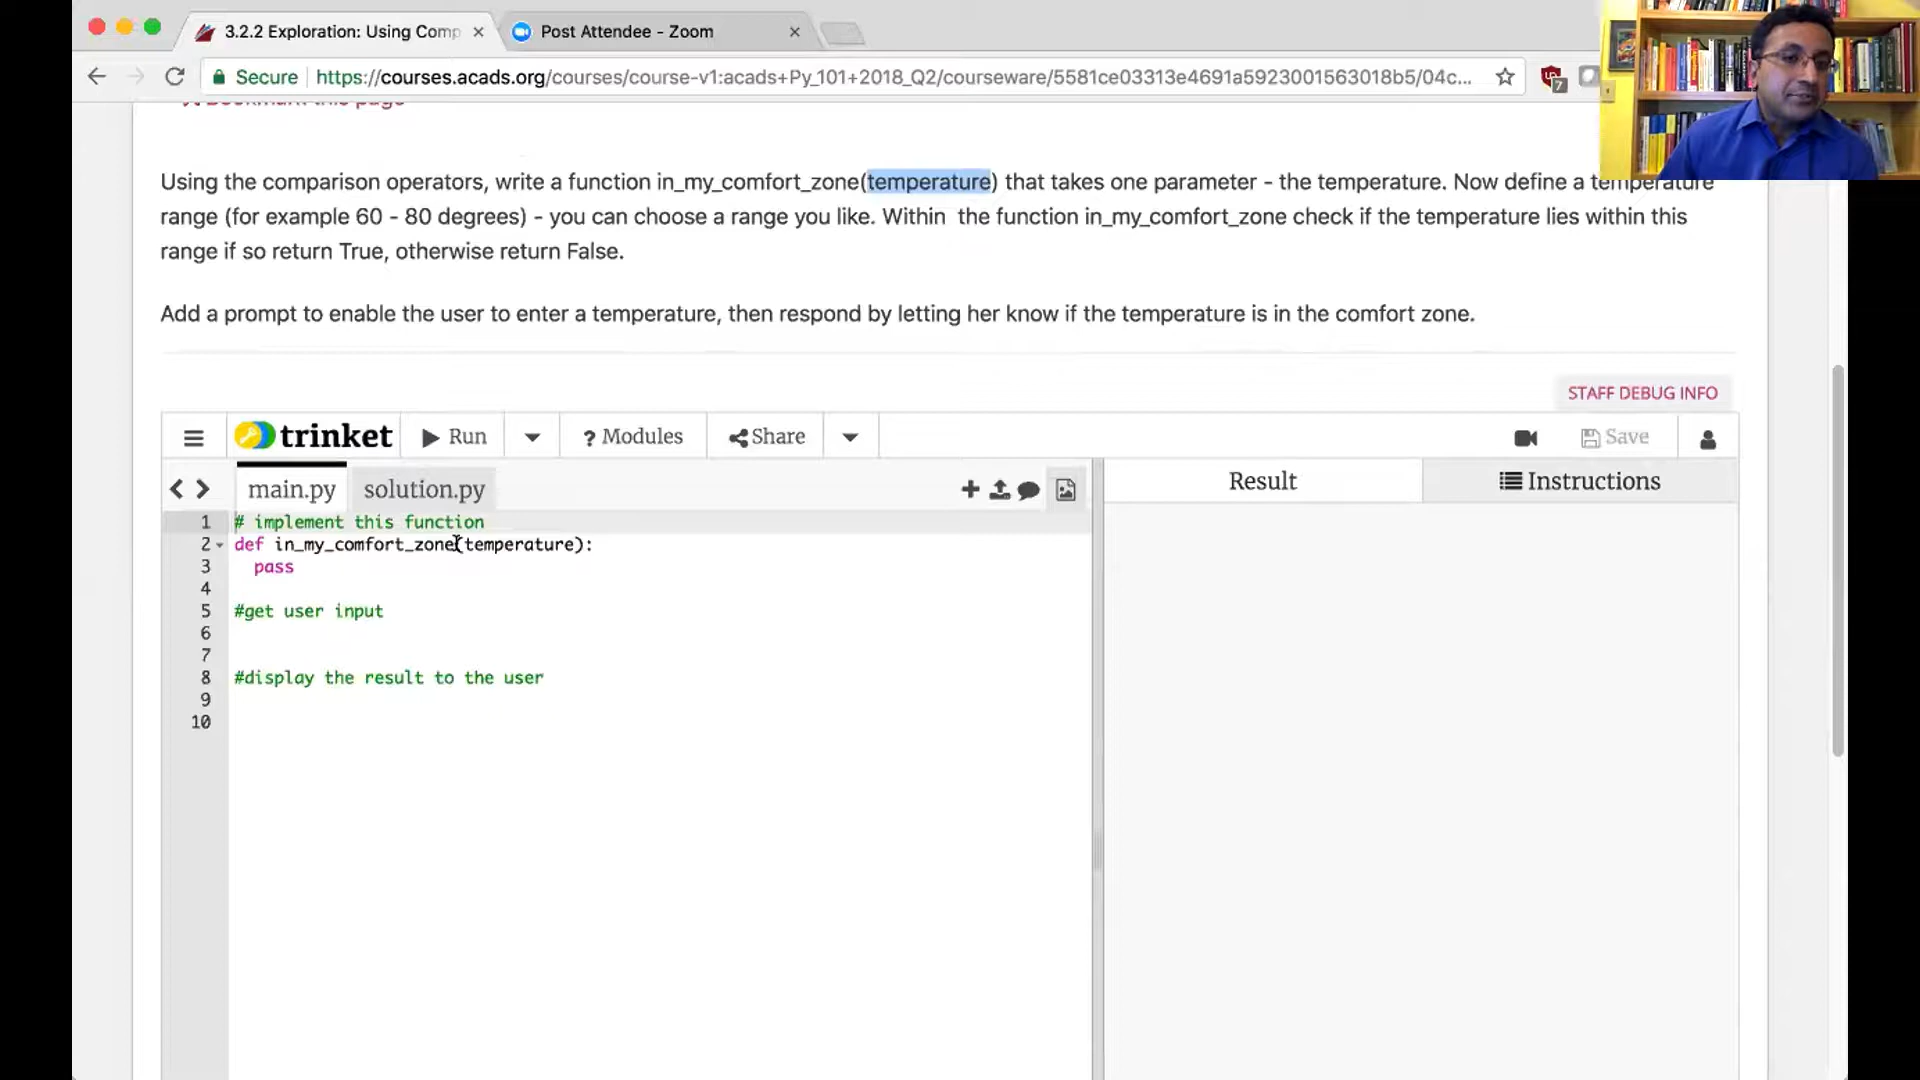 3.2.2 Exploration: Using Comp
Post Attendee - Zoom
Secure https://courses.acads.org/courses/course-v1:acads+Py_101+2018_Q2/courseware/5581ce03313e4691a5923001563018b5/04c...
7
Bookmark this page
Using the comparison operators, write a function in_my_comfort_zone(temperature) that takes one parameter - the temperature. Now define a temperature
range (for example 60 - 80 degrees) - you can choose a range you like. Within the function in_my_comfort_zone check if the temperature lies within this
range if so return True, otherwise return False.
Add a prompt to enable the user to enter a temperature, then respond by letting her know if the temperature is in the comfort zone.
STAFF DEBUG INFO
trinket Run ? Modules Share Save
main.py solution.py
Result Instructions
1 # implement this function
2 def in_my_comfort_zone(temperature):
3 pass
4
5 #get user input
6
7
8 #display the result to the user
9
10